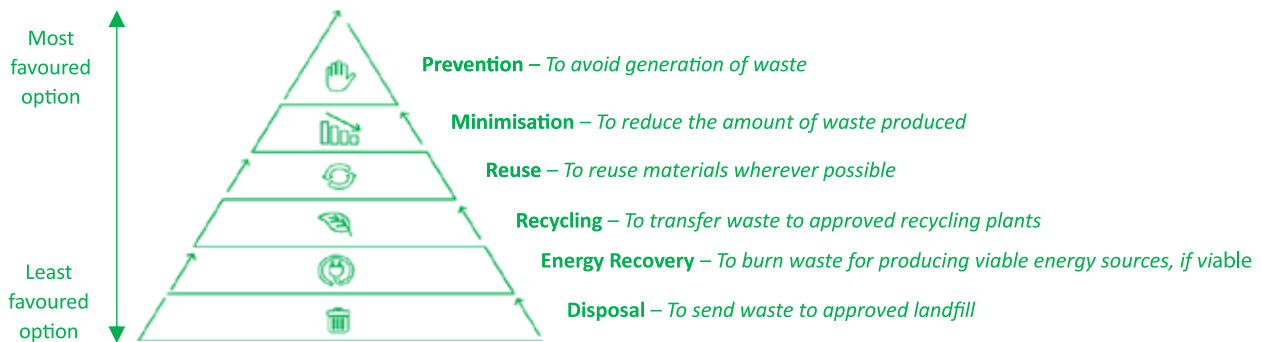 Most
favoured
option
Prevention – To avoid generation of waste
Minimisation – To reduce the amount of waste produced
Reuse – To reuse materials wherever possible
Recycling – To transfer waste to approved recycling plants
Energy Recovery – To burn waste for producing viable energy sources, if viable
Disposal – To send waste to approved landfill
Least
favoured
option